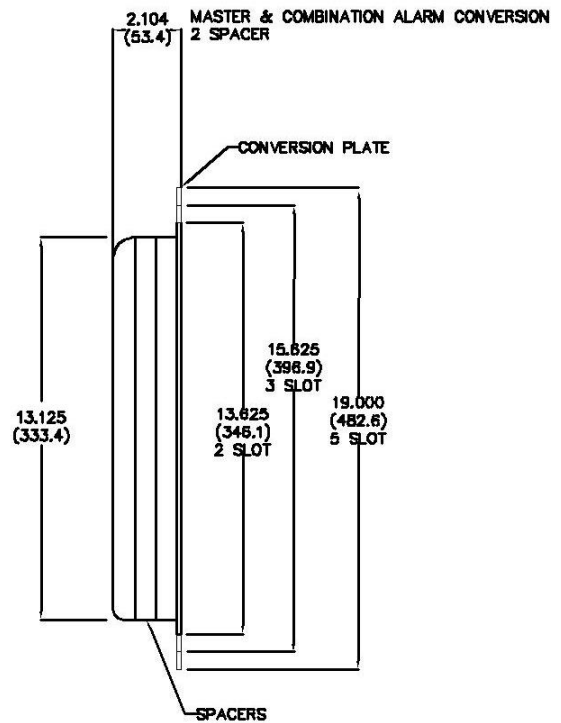 2.104
(53.4)
MASTER & COMBINATION ALARM CONVERSION
2 SPACER
CONVERSION PLATE
15.625
(396.9)
3 SLOT
19.000
(482.6)
5 SLOT
13.625
(346.1)
2 SLOT
13.125
(333.4)
SPACERS